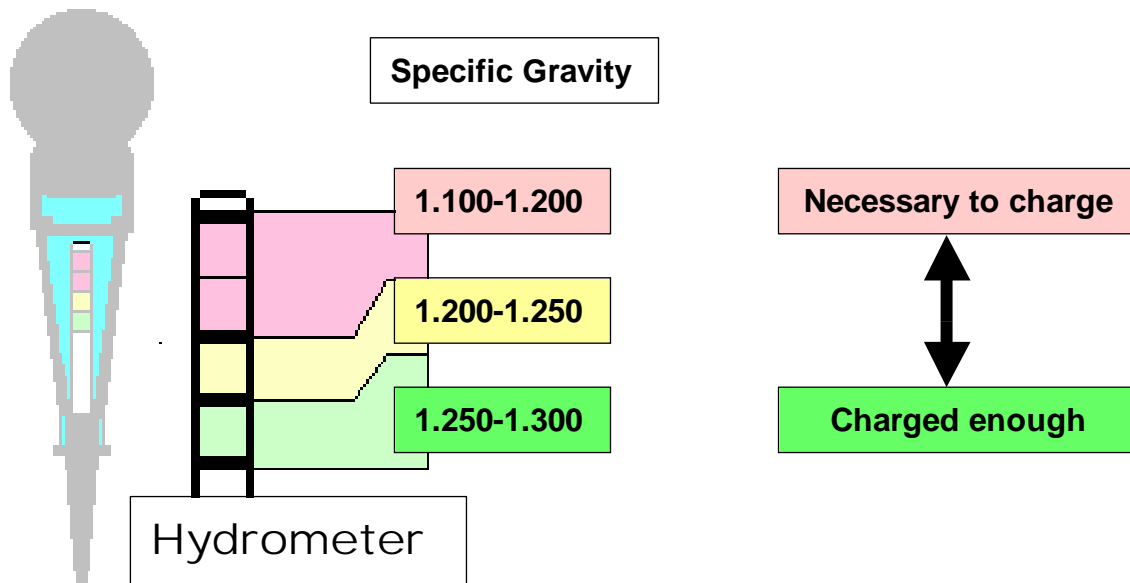 Specific Gravity
1.100-1.200
Necessary to charge
1.200-1.250
1.250-1.300
Charged enough
Hydrometer